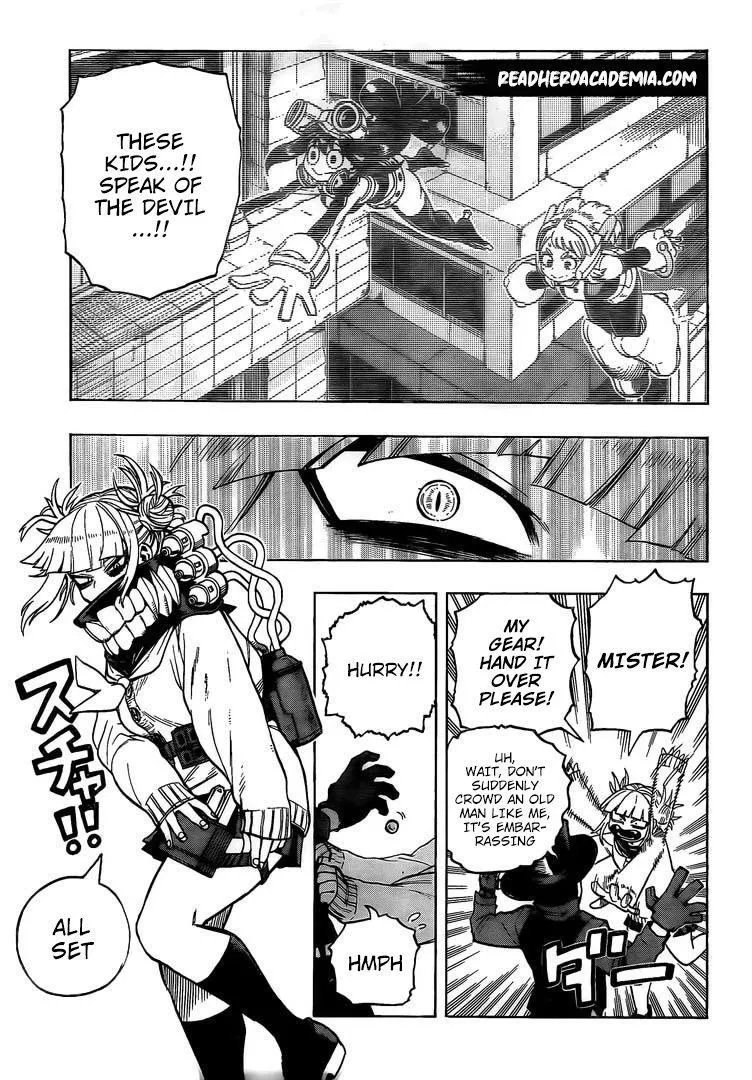 READHEROACADEMIA.COM
THESE
KIDS...!!
SPEAK OF
THE DEVIL
...!!
MISTER!
MY
GEAR!
HAND IT
OVER
PLEASE!
UH,
WAIT, DON'T
SUDDENLY
CROWD AN OLD
MAN LIKE ME,
IT'S EMBAR-
RASSING
ダー
HURRY!!
HMPH
スチャ!!
ALL
SET